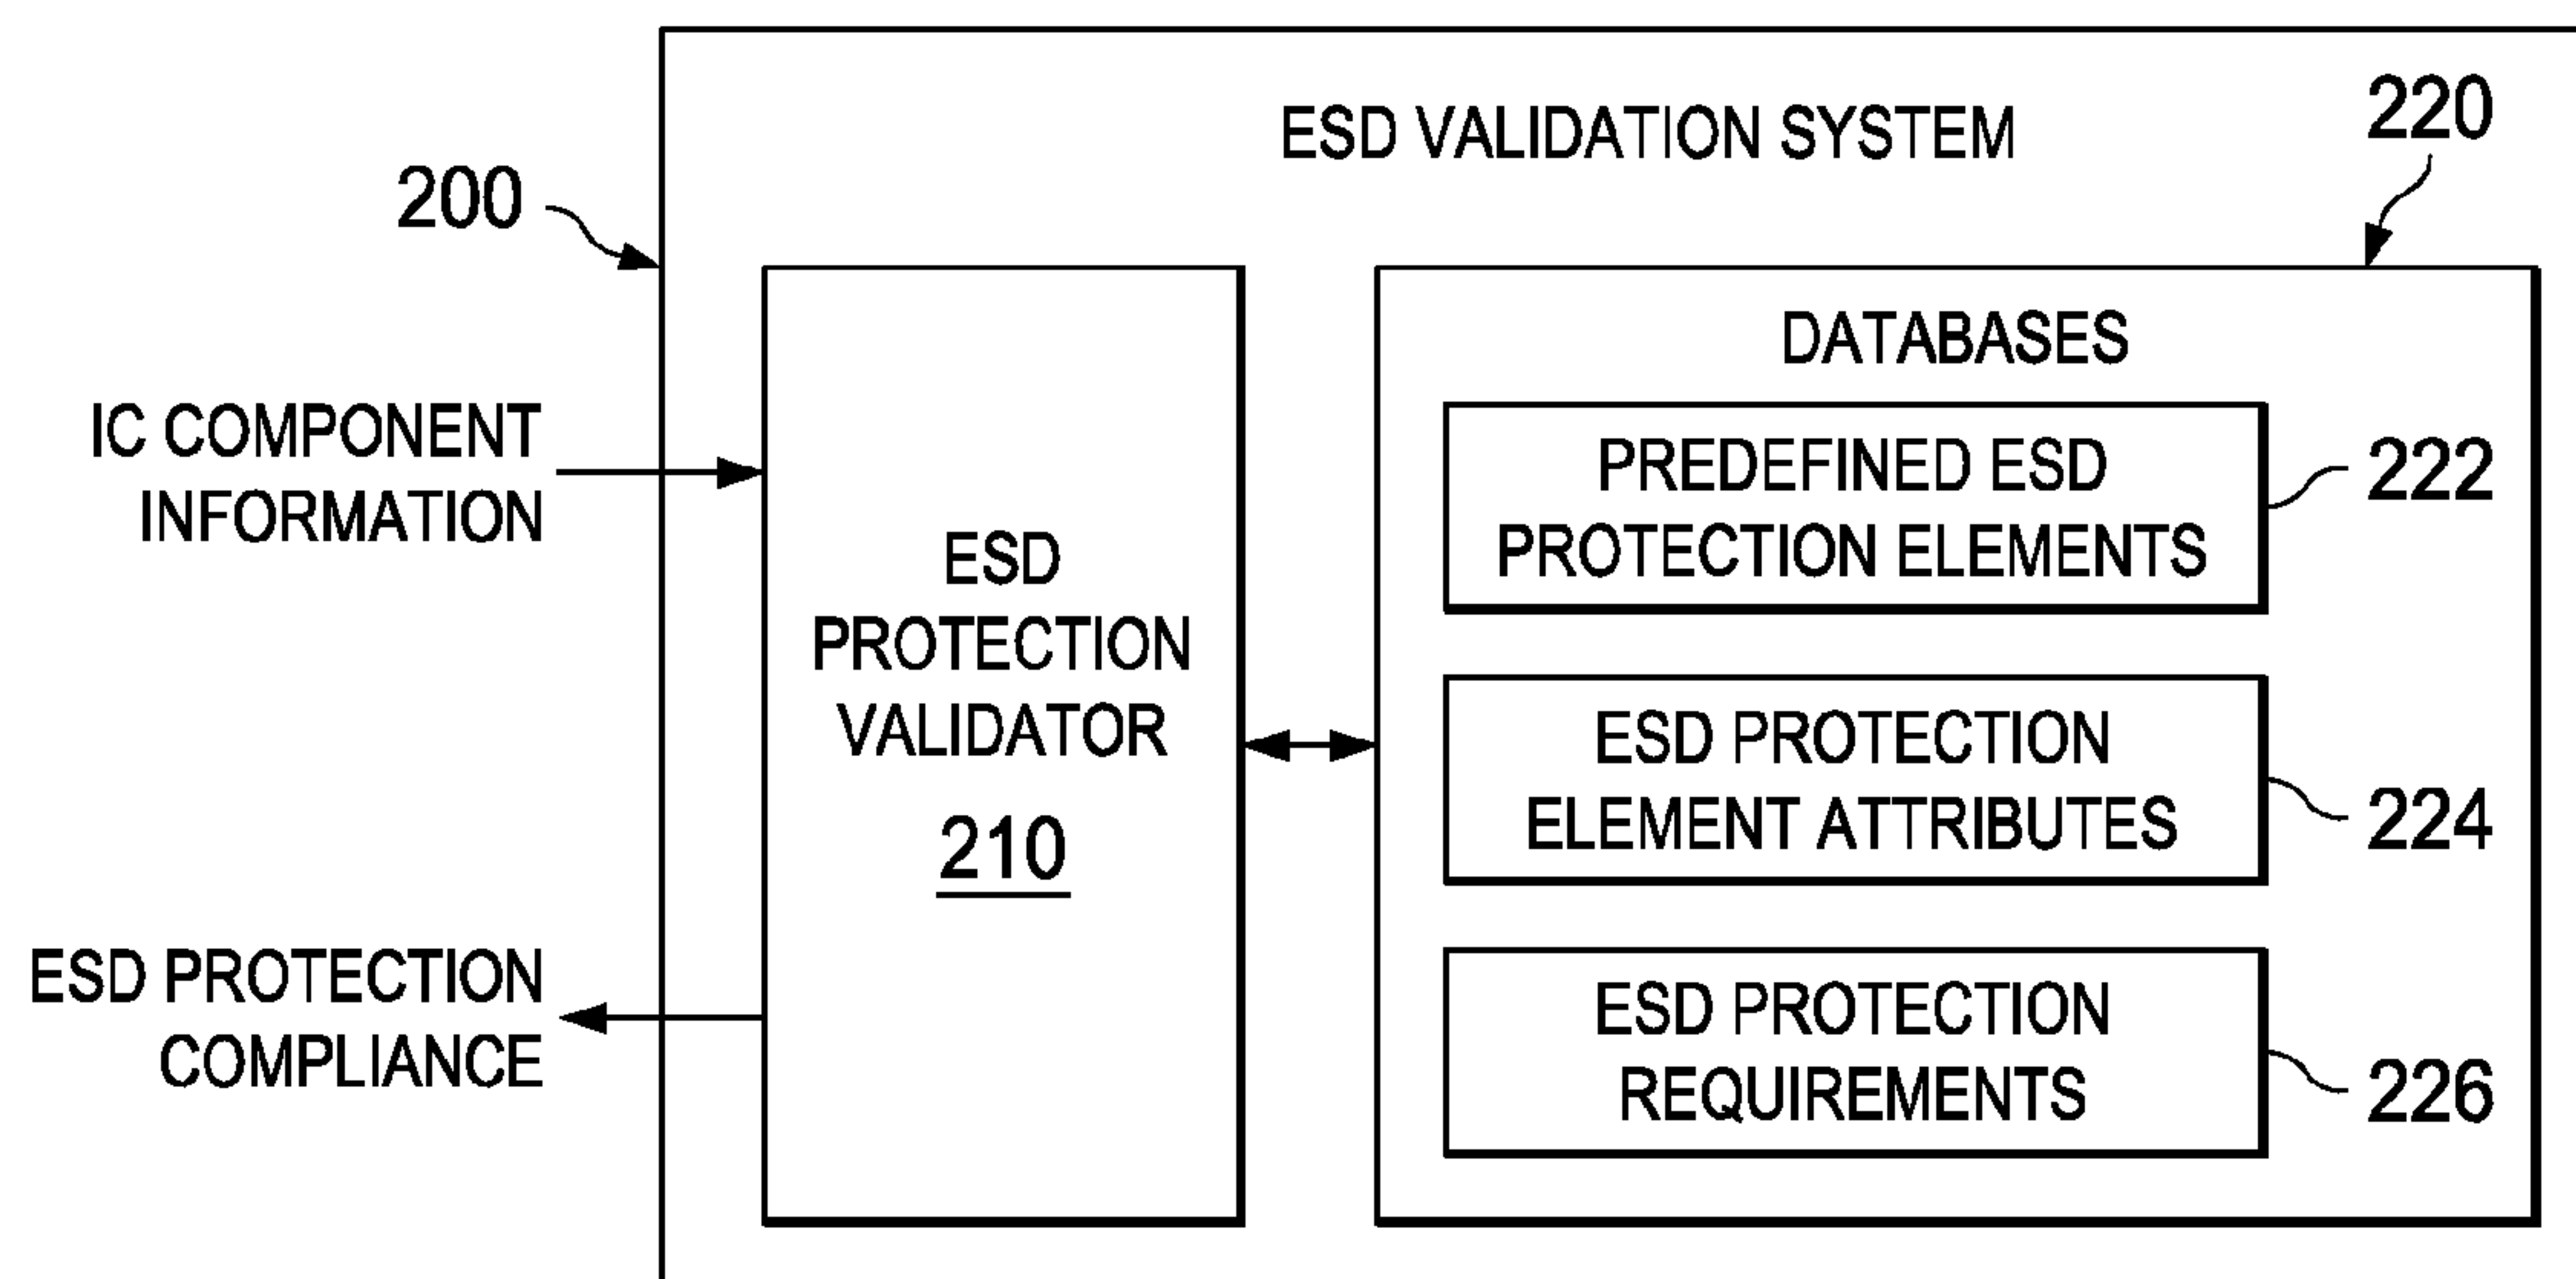 ESD VALIDATION SYSTEM
220
200
DATABASES
IC COMPONENT
INFORMATION
ESD
PROTECTION
VALIDATOR
210
PREDEFINED ESD
PROTECTION ELEMENTS
222
ESD PROTECTION
ELEMENT ATTRIBUTES
224
ESD PROTECTION
REQUIREMENTS
226
ESD PROTECTION
COMPLIANCE